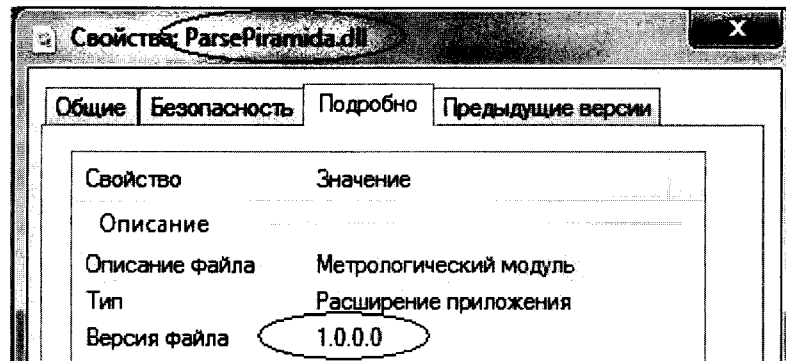 Свойства: ParsePiramida.dll
x
Общие Безопасность Подробно Предыдущие версии
Свойство Значение
Описание
Описание файла Метрологический модуль
Тип Расширение приложения
Версия файла 1.0.0.0